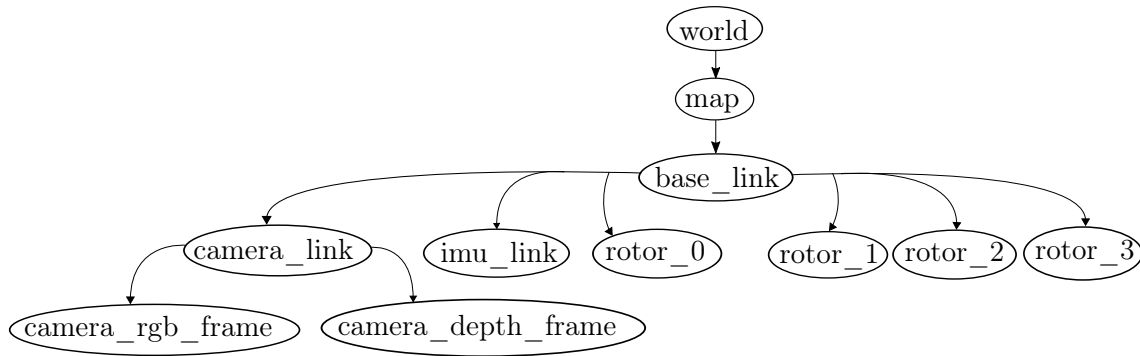 world
map
base_link
camera_link
imu_link
rotor_0
rotor_1
rotor_2
rotor_3
camera_rgb_frame
camera_depth_frame